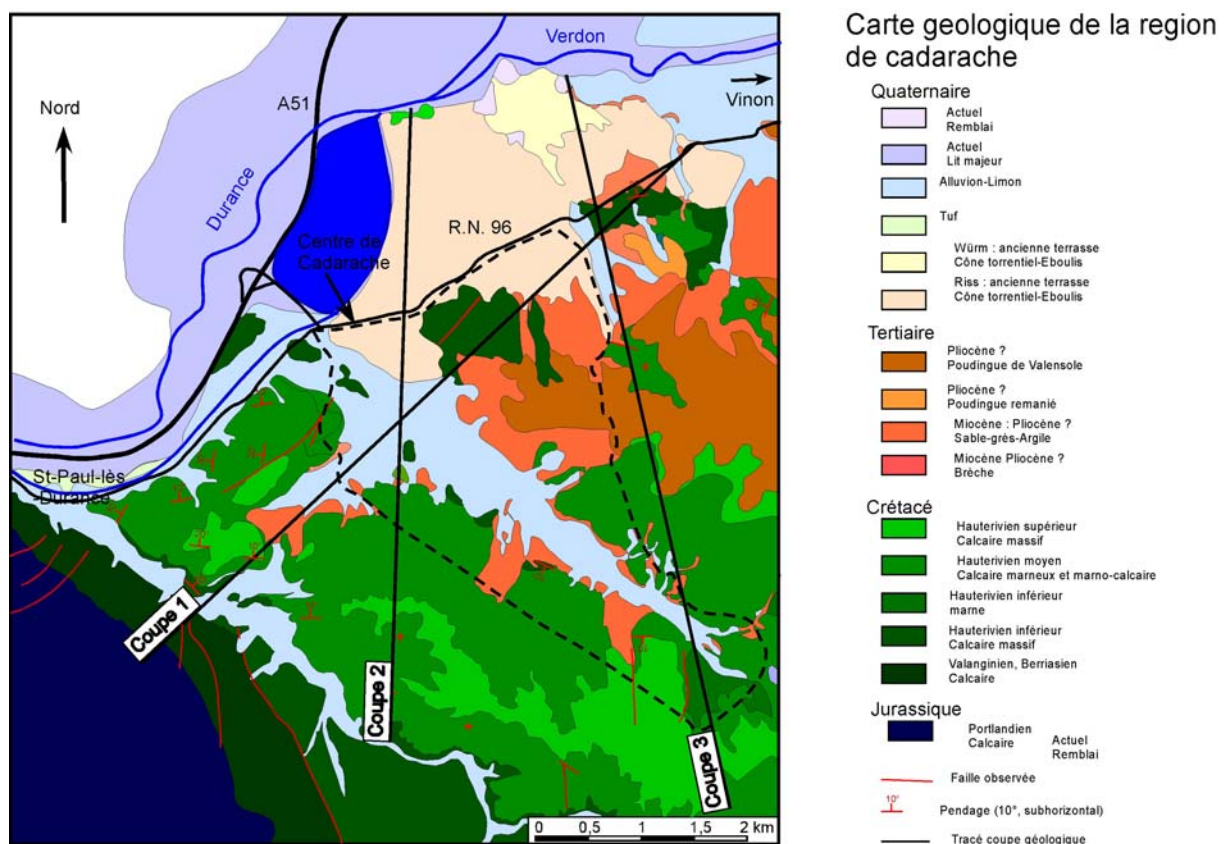 Carte geologique de la region
de cadarache
Quaternaire
Actuel
Remblai
Actuel
Lit majeur
Alluvion-Limon
Tuf
Würm : ancienne terrasse
Cône torrentiel-Eboulis
Riss : ancienne terrasse
Cône torrentiel-Eboulis
Tertiaire
Pliocène ?
Poudingue de Valensole
Pliocène ?
Poudingue remanié
Miocène : Pliocène ?
Sable-grès-Argile
Miocène Pliocène ?
Brèche
Crétacé
Hauterivien supérieur
Calcaire massif
Hauterivien moyen
Calcaire marneux et marno-calcaire
Hauterivien inférieur
marne
Hauterivien inférieur
Calcaire massif
Valanginien, Berriasien
Calcaire
Jurassique
Portlandien
Calcaire
Actuel
Remblai
Faille observée
10°
Pendage (10°, subhorizontal)
Tracé coupe géologique
Nord
A51
Verdon
Vinon
Durance
R.N. 96
Centre de
Cadarache
St-Paul-lès
-Durance
Coupe 1
Coupe 2
Coupe 3
0 0,5 1 1,5 2 km